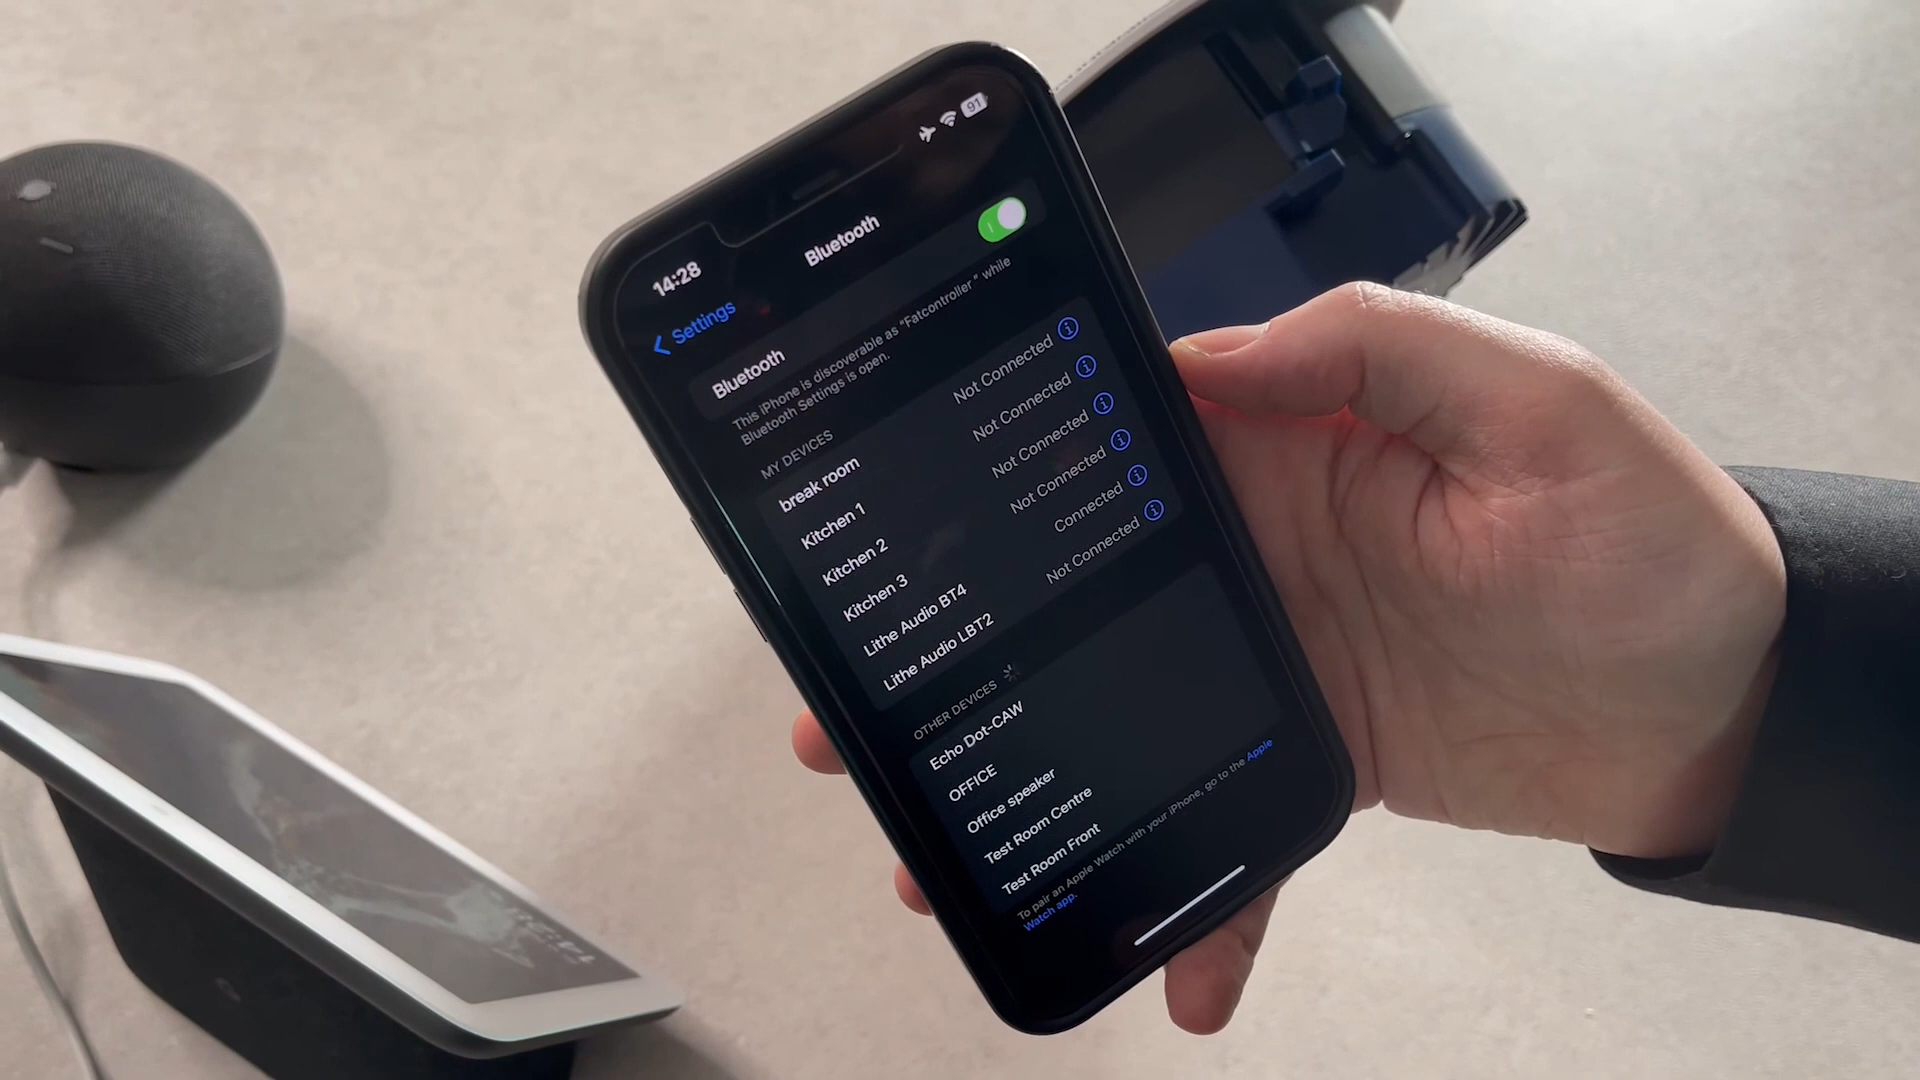 14:28
91
Settings
Bluetooth
Bluetooth
This iPhone is discoverable as “Fatcontroller ” while
Bluetooth Settings is open.
MY DEVICES
break room Not Connected
Kitchen 1 Not Connected
Kitchen 2 Not Connected
Kitchen 3 Not Connected
Lithe Audio BT4 Connected
Lithe Audio LBT2 Not Connected
OTHER DEVICES
Echo Dot-CAW
OFFICE
Office speaker
Test Room Centre
Test Room Front
To pair an Apple Watch with your iPhone, go to the Apple
Watch app.